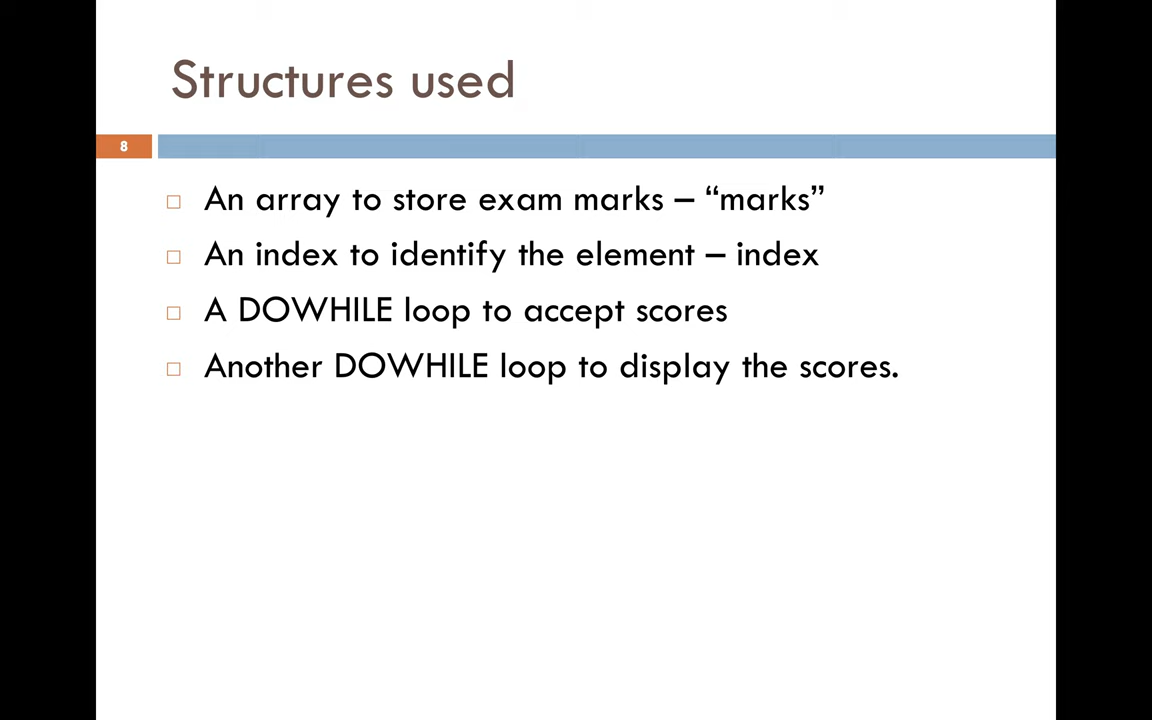 Structures used
8
An array to store exam marks – “marks”
An index to identify the element – index
A DOWHILE loop to accept scores
Another DOWHILE loop to display the scores.